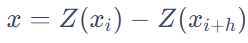 x = Z(x_i) − Z(x_{i+h})